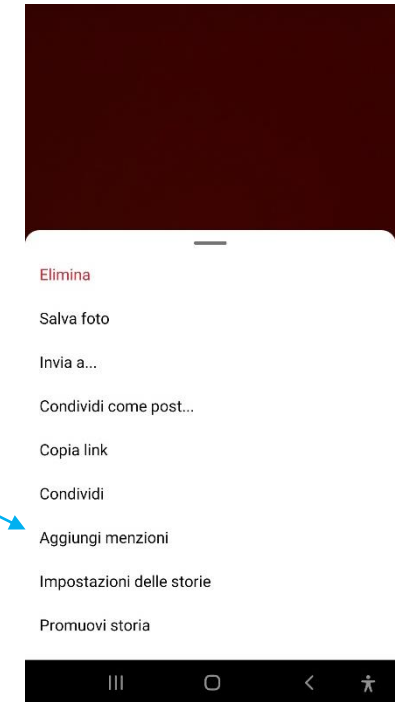 Elimina
Salva foto
Invia a...
Condividi come post...
Copia link
Condividi
Aggiungi menzioni
Impostazioni delle storie
Promuovi storia